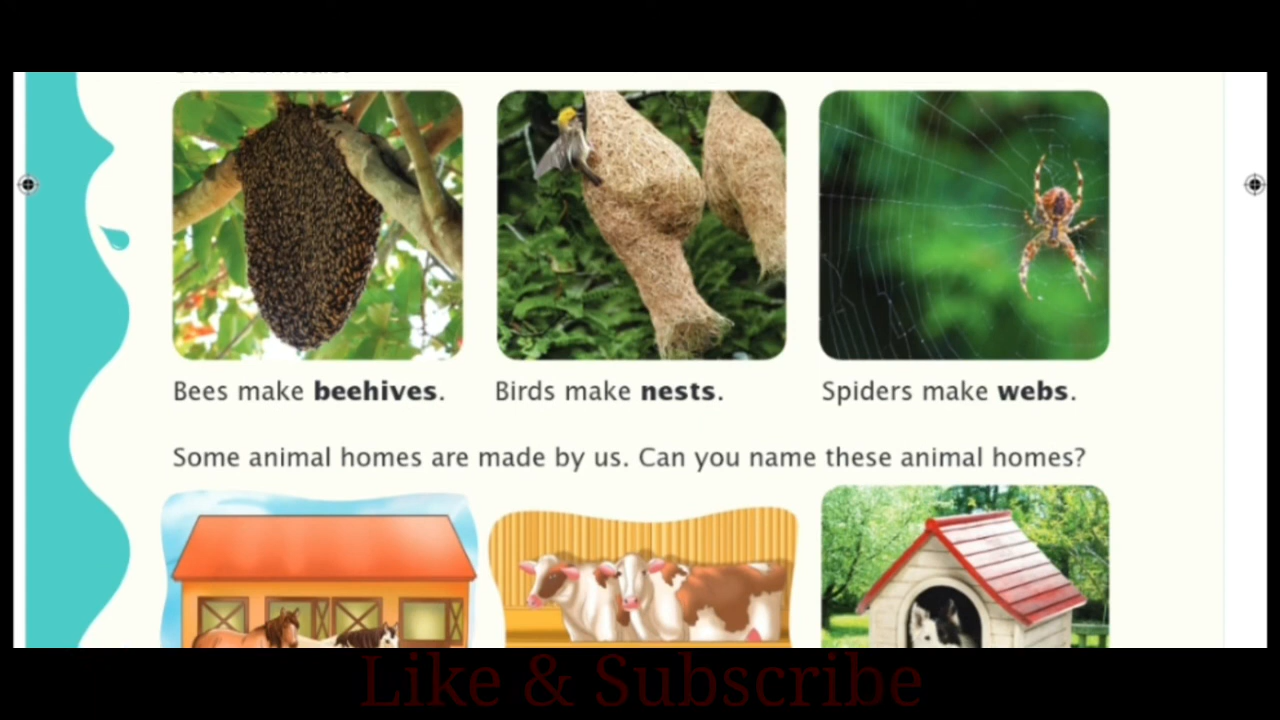 Bees make beehives.
Birds make nests.
Spiders make webs.
Some animal homes are made by us. Can you name these animal homes?
Like & Subscribe